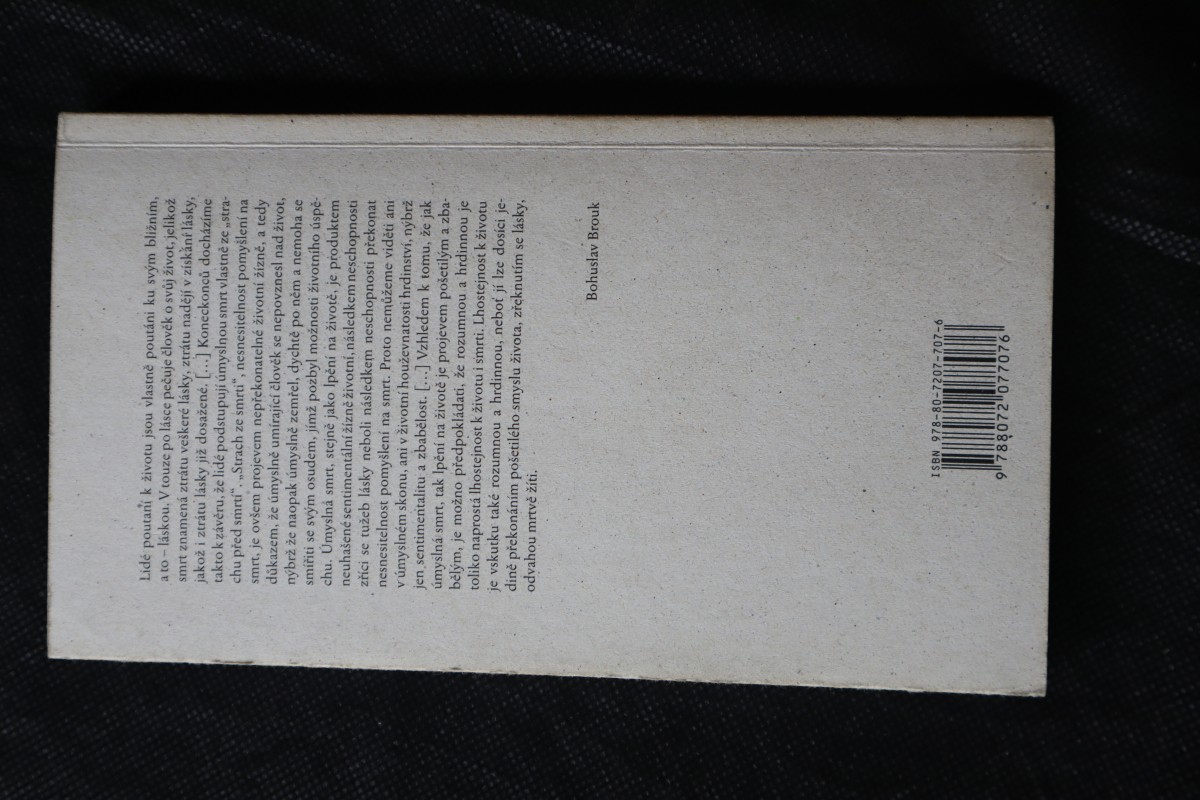 Lidé poutani k životu jsou vlastně poutáni ku svým bližním,
a to – láskou. V touze po lásce pečuje člověk o svůj život, jelikož
smrt znamená ztrátu veškeré lásky, ztrátu nadějí v získání lásky,
jakož i ztrátu lásky již dosažené. [...] Koneckonců docházíme
takto k závěru, že lidé podstupují úmyslnou smrt vlastně ze „stra-
chu před smrtí“. „Strach ze smrti“, nesnesitelnost pomyšlení na
smrt, je ovšem projevem nepřekonatelné životní žízně, a tedy
důkazem, že úmyslně umírající člověk se nepovznesl nad život,
nýbrž že naopak úmyslně zemřel, dychtě po něm a nemoha se
smířiti se svým osudem, jímž pozbyl možnosti životního úspě-
chu. Úmyslná smrt, stejně jako lpění na životě, je produktem
neuhašené sentimentální žízně životní, následkem neschopnosti
zříci se tužeb lásky neboli následkem neschopnosti překonat
nesnesitelnost pomyšlení na smrt. Proto nemůžeme viděti ani
v úmyslném skonu, ani v životní houževnatosti hrdinství, nýbrž
jen sentimentalitu a zbabělost. [...] Vzhledem k tomu, že jak
úmyslná smrt, tak lpění na životě je projevem pošetilým a zba-
bělým, je možno předpokládati, že rozumnou a hrdinnou je
toliko naprostá lhostejnost k životu i smrti. Lhostejnost k životu
je vskutku také rozumnou a hrdinnou, neboť jí lze dosíci je-
dině překonáním pošetilého smyslu života, zřeknutím se lásky,
odvahou mrtvě žíti.
Bohuslav Brouk
ISBN 978-80-7207-707-6
9 788072 077076